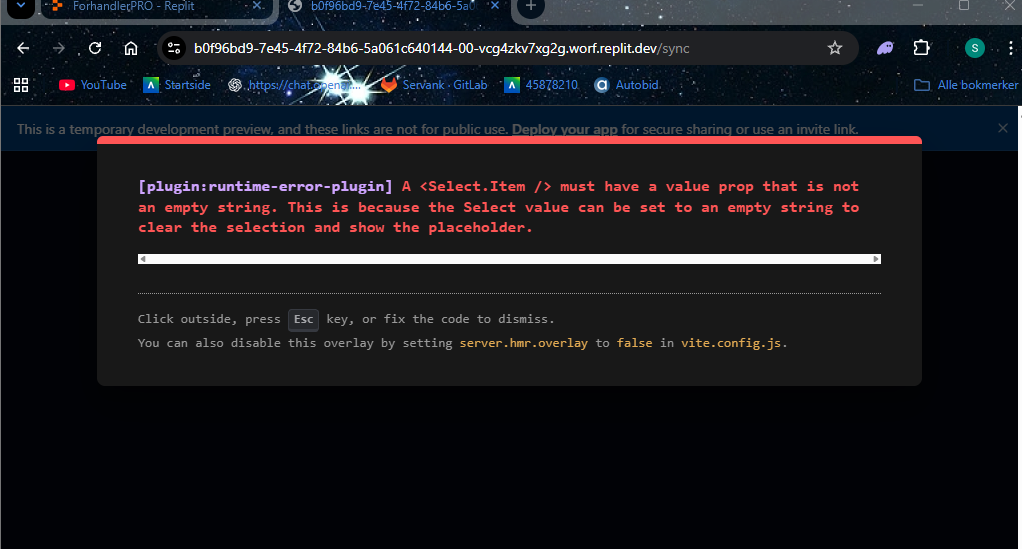 ForhandlerPRO - Replit
b0f96bd9-7e45-4f72-84b6-5a0
b0f96bd9-7e45-4f72-84b6-5a061c640144-00-vcg4zkv7xg2g.worf.replit.dev/sync
S
YouTube Startside https://chat.openai.... Servank · GitLab 45878210 Autobid Alle bokmerker
This is a temporary development preview, and these links are not for public use. Deploy your app for secure sharing or use an invite link.
[plugin:runtime-error-plugin] A <Select.Item /> must have a value prop that is not
an empty string. This is because the Select value can be set to an empty string to
clear the selection and show the placeholder.
Click outside, press Esc key, or fix the code to dismiss.
You can also disable this overlay by setting server.hmr.overlay to false in vite.config.js.